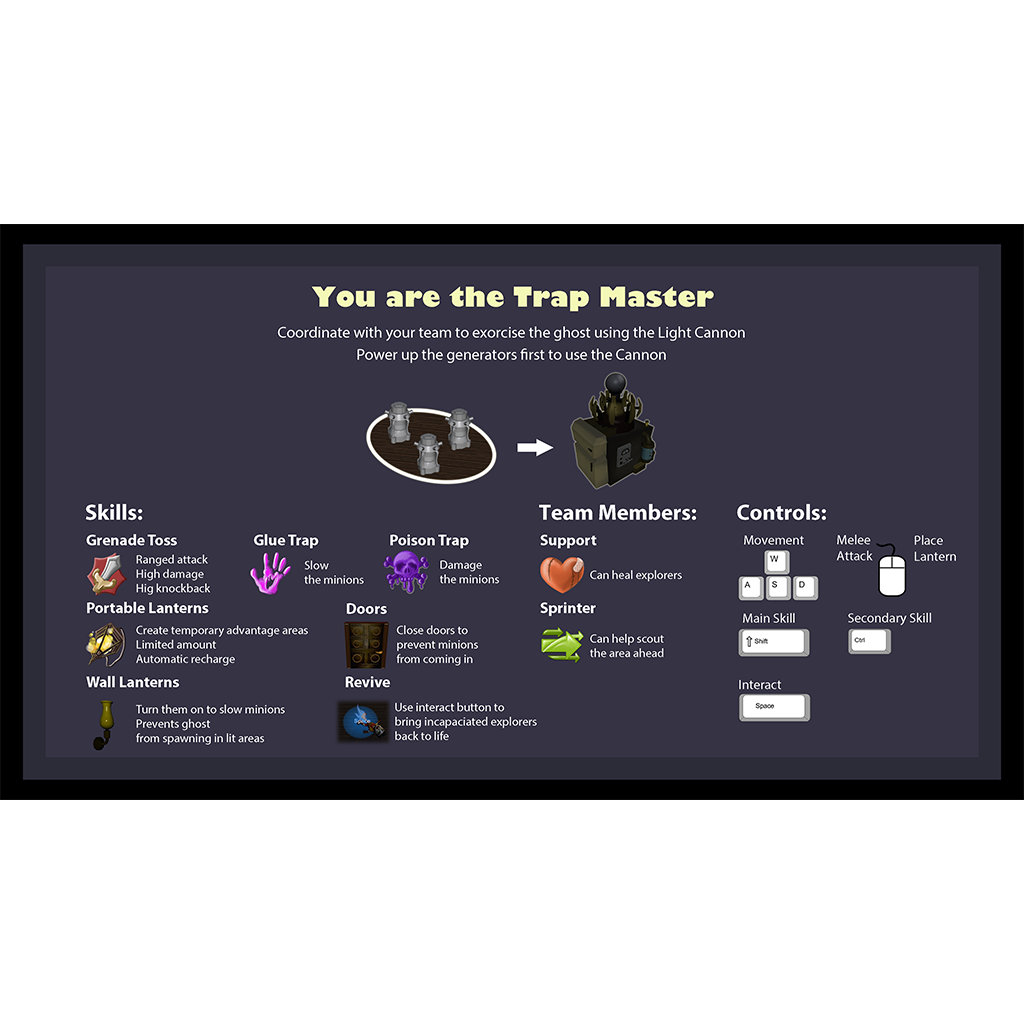 You are the Trap Master
Coordinate with your team to exorcise the ghost using the Light Cannon
Power up the generators first to use the Cannon
Skills:
Grenade Toss
Ranged attack
High damage
Hig knockback
Glue Trap
Slow
the minions
Poison Trap
Damage
the minions
Portable Lanterns
Create temporary advantage areas
Limited amount
Automatic recharge
Doors
Close doors to
prevent minions
from coming in
Wall Lanterns
Turn them on to slow minions
Prevents ghost
from spawning in lit areas
Revive
Space
Use interact button to
bring incapaciated explorers
back to life
Team Members:
Support
Can heal explorers
Sprinter
Can help scout
the area ahead
Controls:
Movement
W
A S D
Melee
Attack
Place
Lantern
Main Skill
⇧ Shift
Secondary Skill
Ctrl
Interact
Space